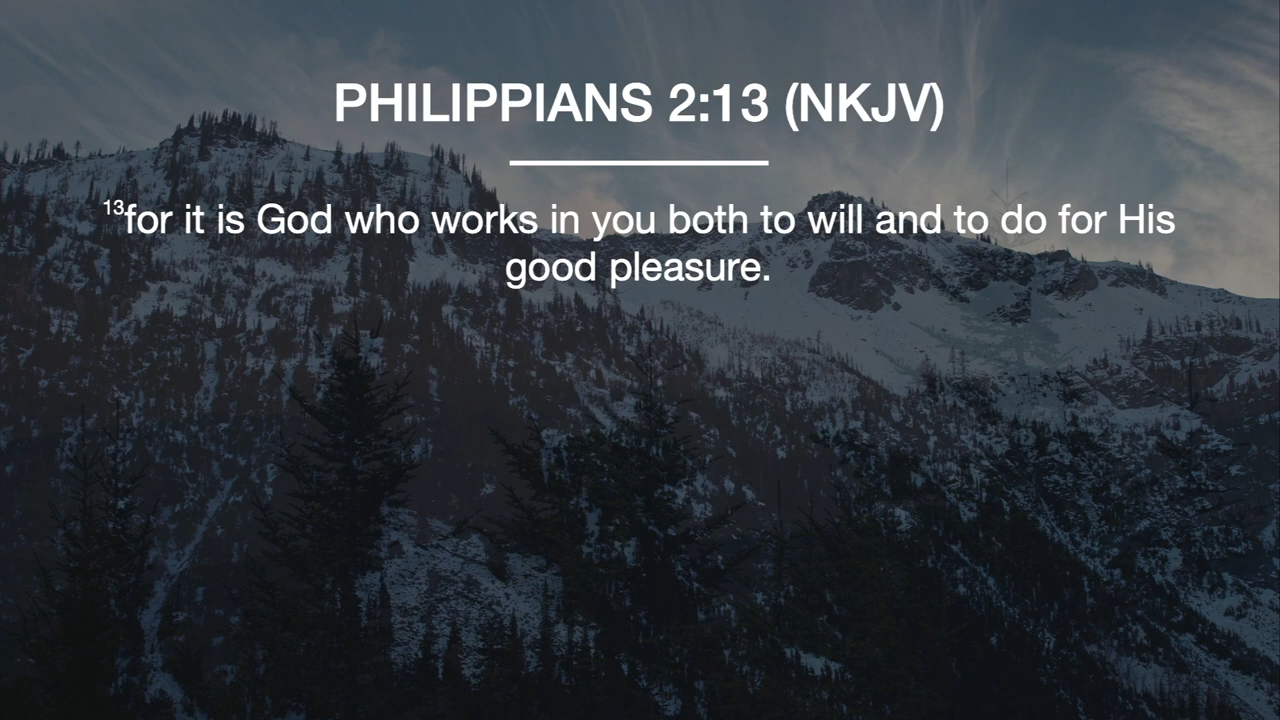 PHILIPPIANS 2:13 (NKJV)
13for it is God who works in you both to will and to do for His
good pleasure.